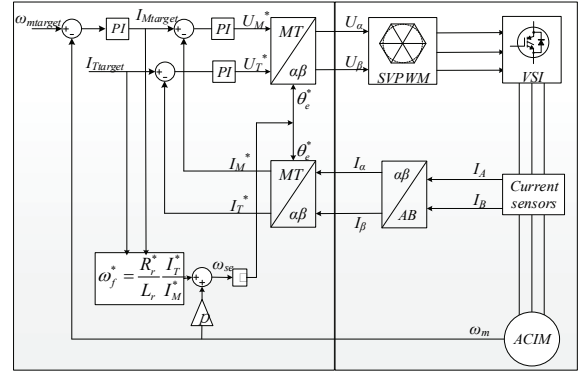 ω_mtarget
PI
I_Mtarget
PI
U_M*
MT
αβ
U_α
U_β
SVPWM
VSI
I_Ttarget
PI
U_T*
θ_e*
θ_e*
I_M*
I_T*
MT
αβ
I_α
I_β
αβ
AB
I_A
I_B
Current
sensors
ω_f* = R_r*/L_r I_T*/I_M*
ω_se
p
ω_m
ACIM